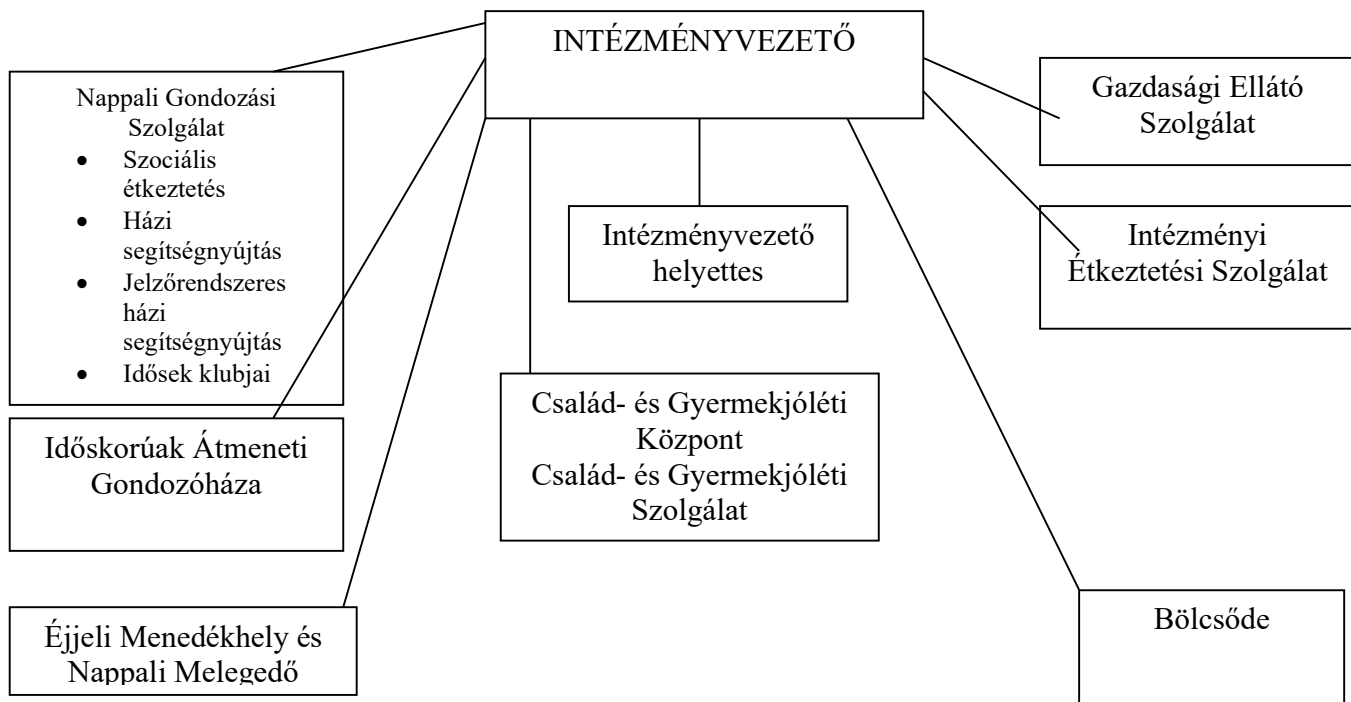 INTÉZMÉNYVEZETŐ
Nappali Gondozási
Szolgálat
• Szociális
étkeztetés
• Házi
segítségnyújtás
• Jelzőrendszeres
házi
segítségnyújtás
• Idősek klubjai
Gazdasági Ellátó
Szolgálat
Intézményvezető
helyettes
Intézményi
Étkeztetési Szolgálat
Család- és Gyermekjóléti
Központ
Család- és Gyermekjóléti
Szolgálat
Időskorúak Átmeneti
Gondozóháza
Éjjeli Menedékhely és
Nappali Melegedő
Bölcsőde